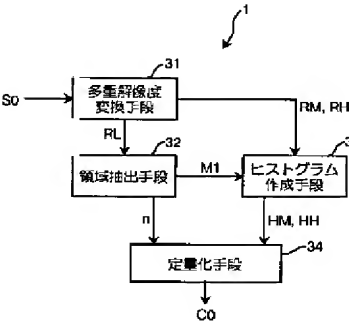 1
31
S0
多重解像度
変換手段
RM, RH
RL
32
領域抽出手段
M1
3
ヒストグラム
作成手段
n
HM, HH
34
定量化手段
C0